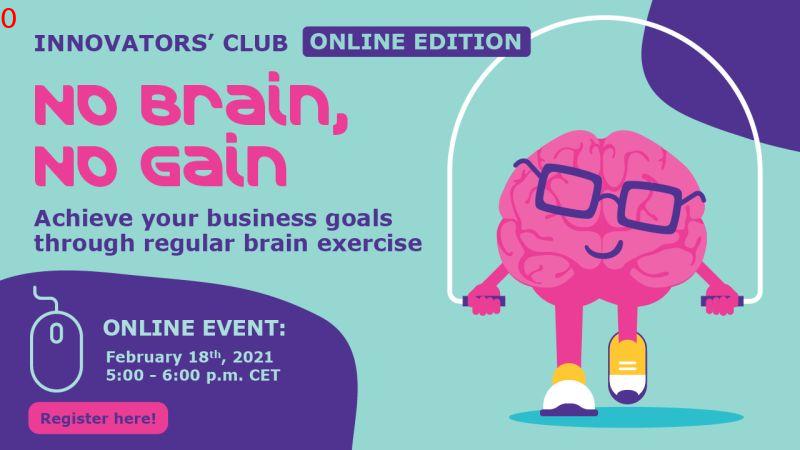 0
INNOVATORS’ CLUB ONLINE EDITION
No Brain,
No Gain
Achieve your business goals
through regular brain exercise
ONLINE EVENT:
February 18th, 2021
5:00 - 6:00 p.m. CET
Register here!